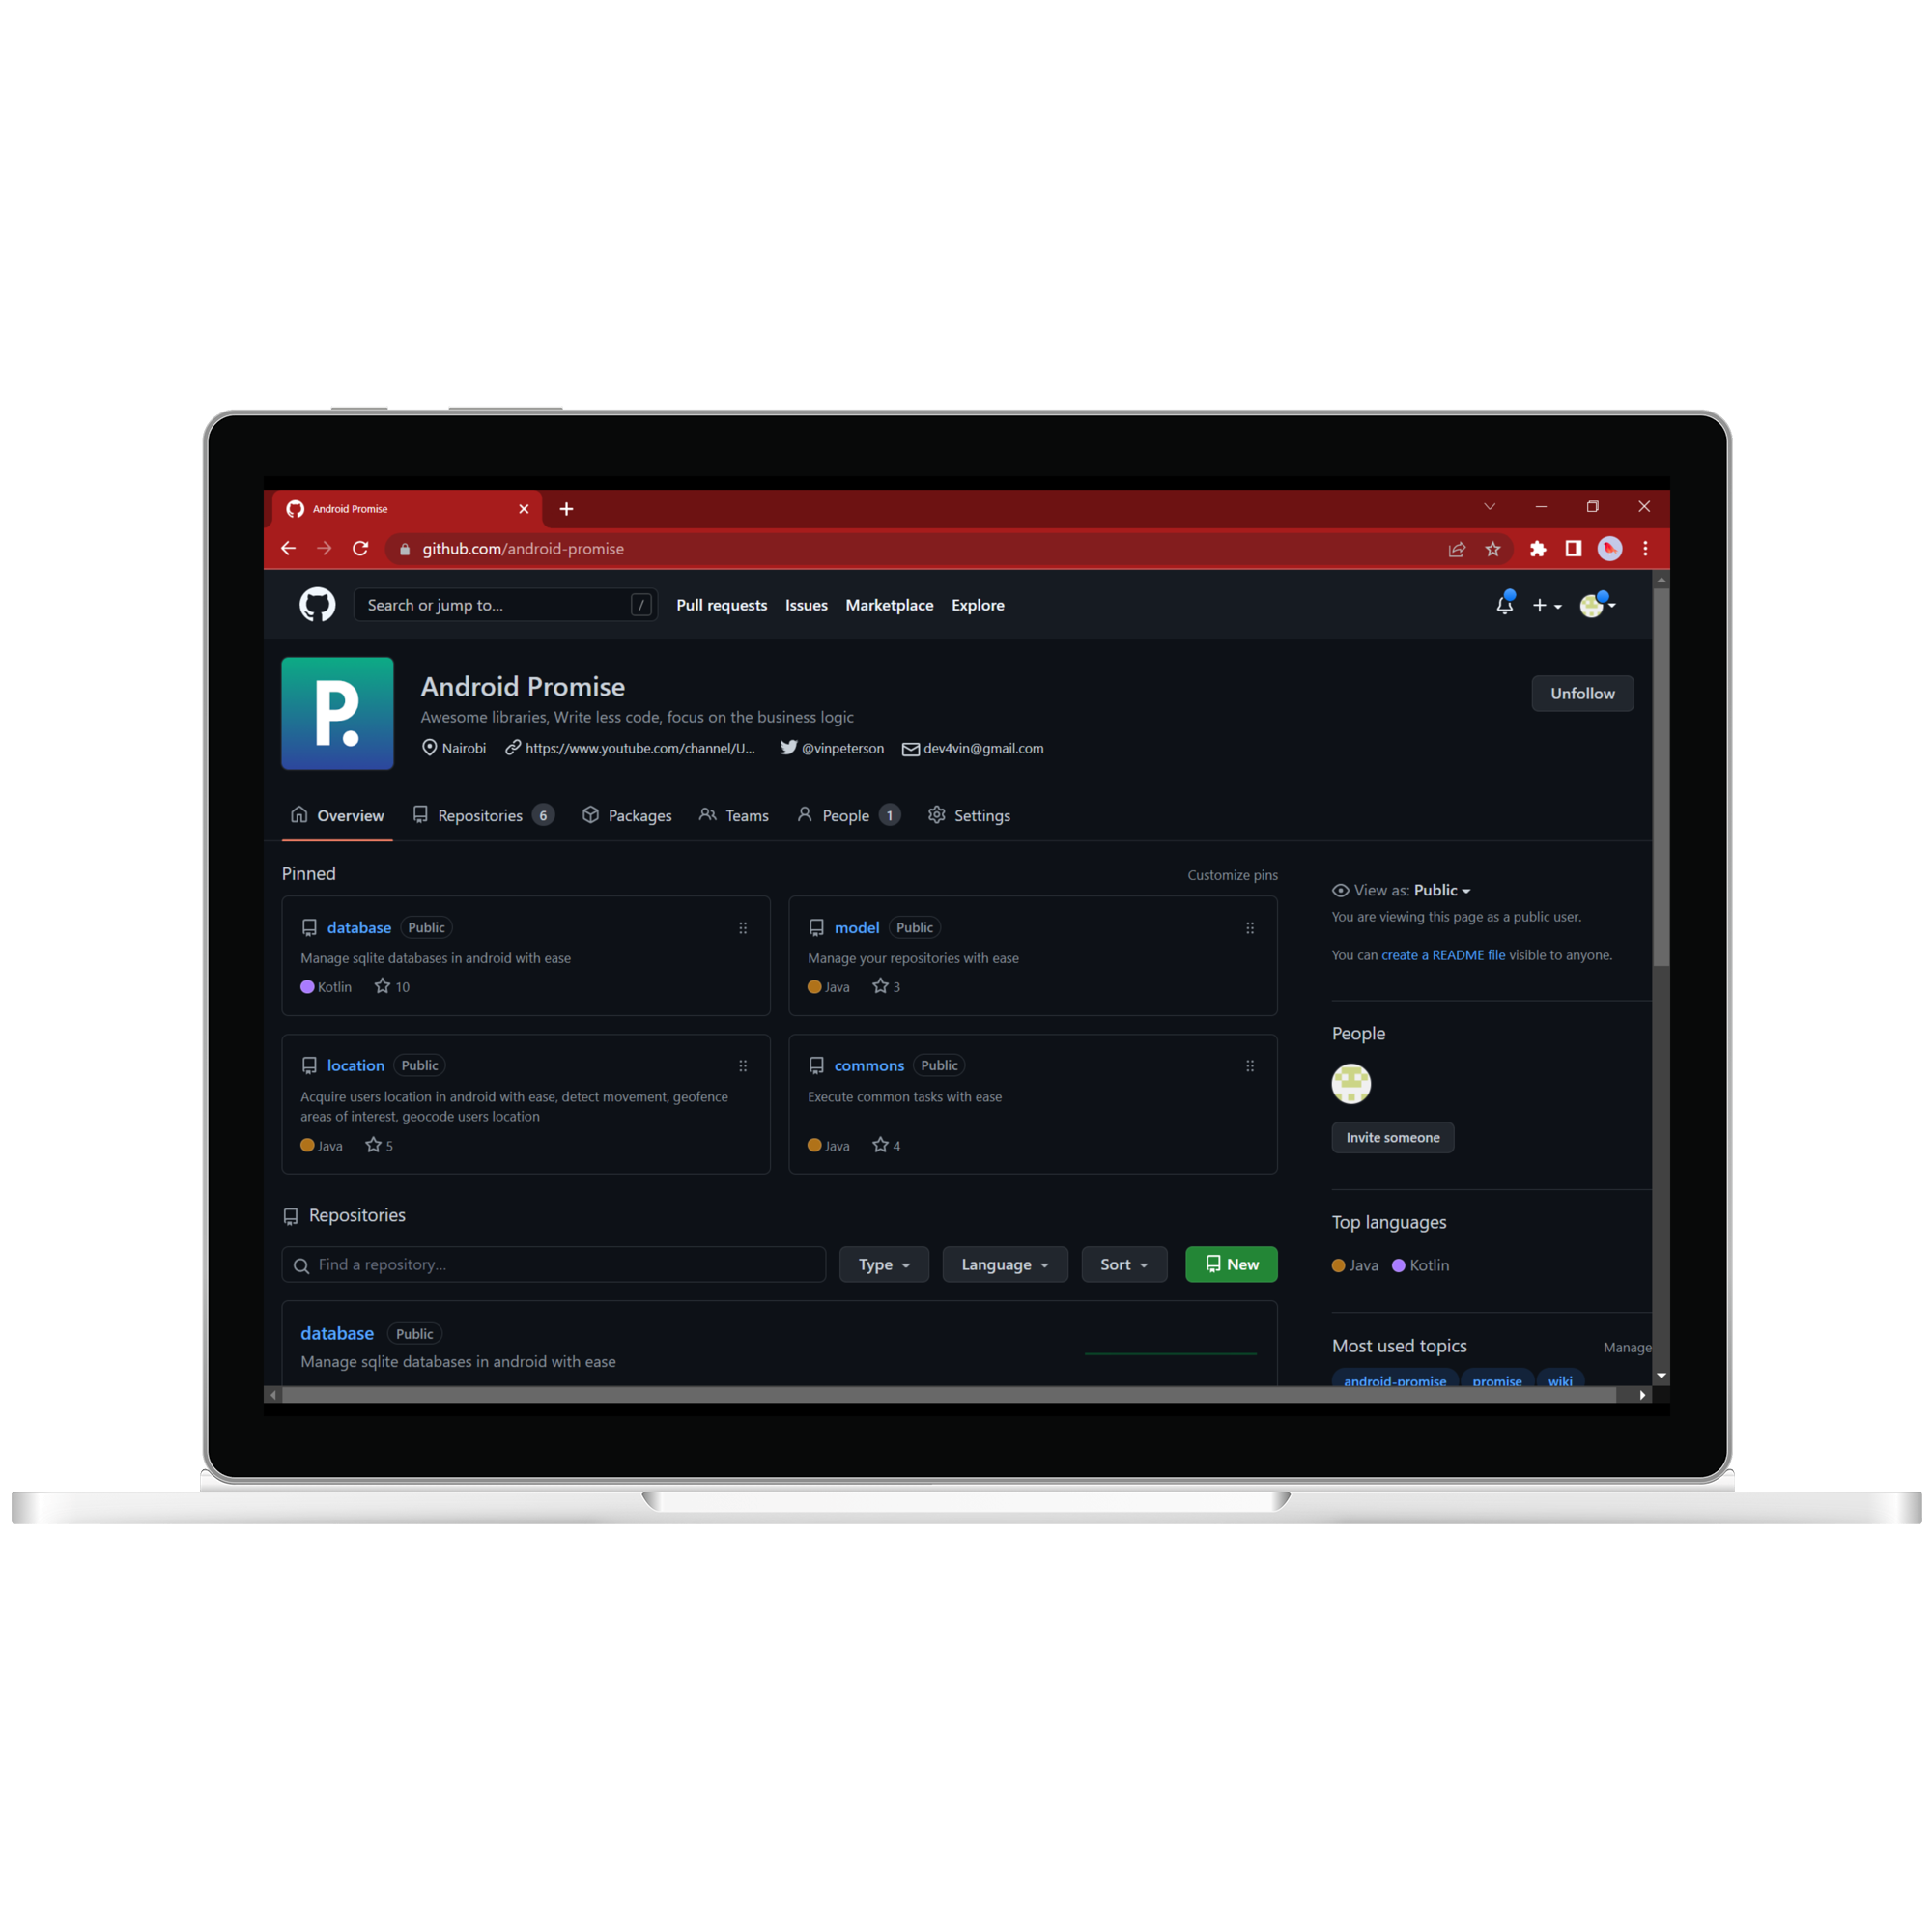 Android Promise
github.com/android-promise
Search or jump to... / Pull requests Issues Marketplace Explore
P.
Android Promise
Unfollow
Awesome libraries, Write less code, focus on the business logic
Nairobi https://www.youtube.com/channel/U... @vinpeterson dev4vin@gmail.com
Overview Repositories 6 Packages Teams People 1 Settings
Pinned
Customize pins
database Public
Manage sqlite databases in android with ease
Kotlin 10
model Public
Manage your repositories with ease
Java 3
location Public
Acquire users location in android with ease, detect movement, geofence
areas of interest, geocode users location
Java 5
commons Public
Execute common tasks with ease
Java 4
Repositories
Find a repository...
Type Language Sort New
database Public
Manage sqlite databases in android with ease
View as: Public
You are viewing this page as a public user.
You can create a README file visible to anyone.
People
Invite someone
Top languages
Java Kotlin
Most used topics Manage
android-promise promise wiki